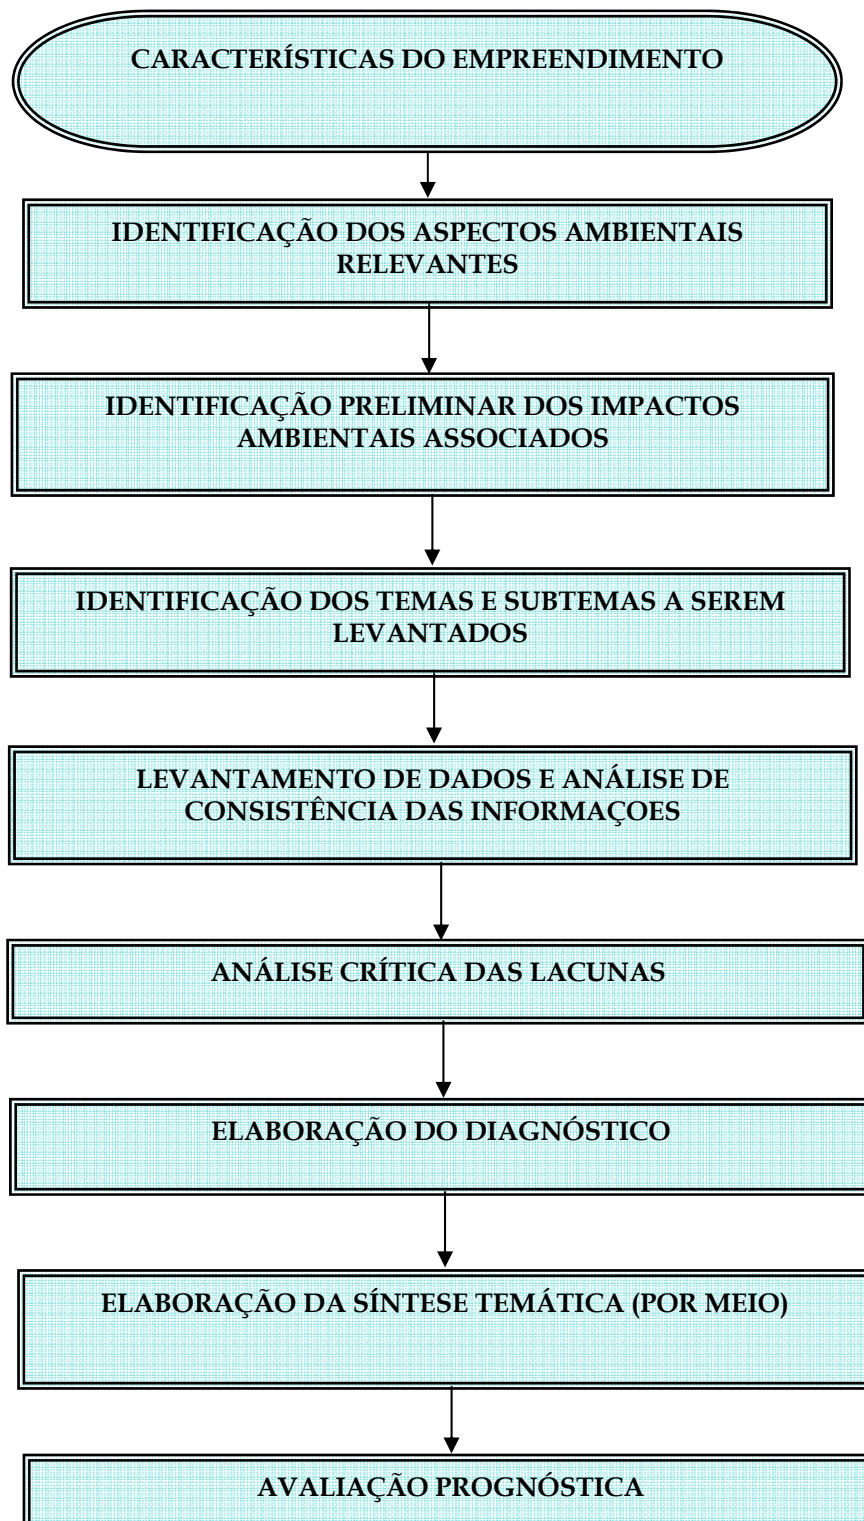 CARACTERÍSTICAS DO EMPREENDIMENTO
IDENTIFICAÇÃO DOS ASPECTOS AMBIENTAIS
RELEVANTES
IDENTIFICAÇÃO PRELIMINAR DOS IMPACTOS
AMBIENTAIS ASSOCIADOS
IDENTIFICAÇÃO DOS TEMAS E SUBTEMAS A SEREM
LEVANTADOS
LEVANTAMENTO DE DADOS E ANÁLISE DE
CONSISTÊNCIA DAS INFORMAÇOES
ANÁLISE CRÍTICA DAS LACUNAS
ELABORAÇÃO DO DIAGNÓSTICO
ELABORAÇÃO DA SÍNTESE TEMÁTICA (POR MEIO)
AVALIAÇÃO PROGNÓSTICA